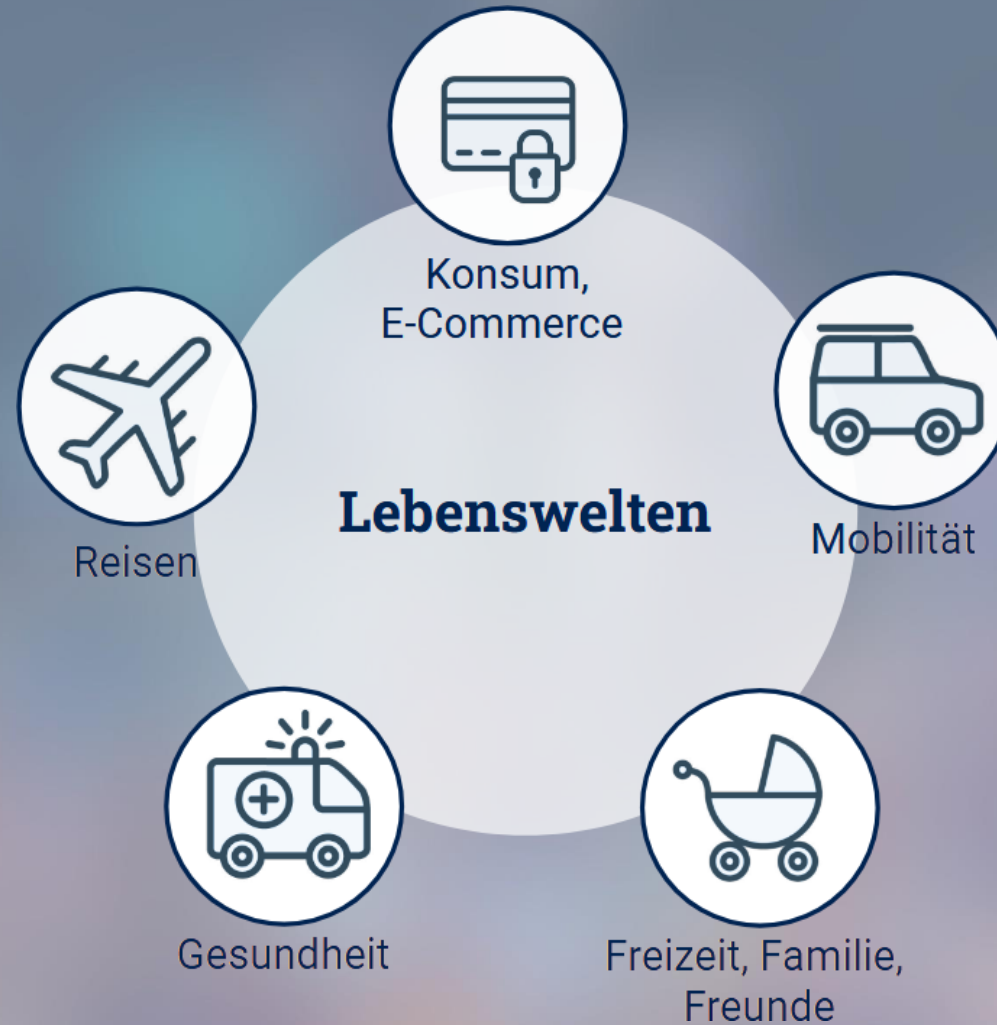 Konsum,
E-Commerce
Reisen
Lebenswelten
Mobilität
Gesundheit
Freizeit, Familie,
Freunde